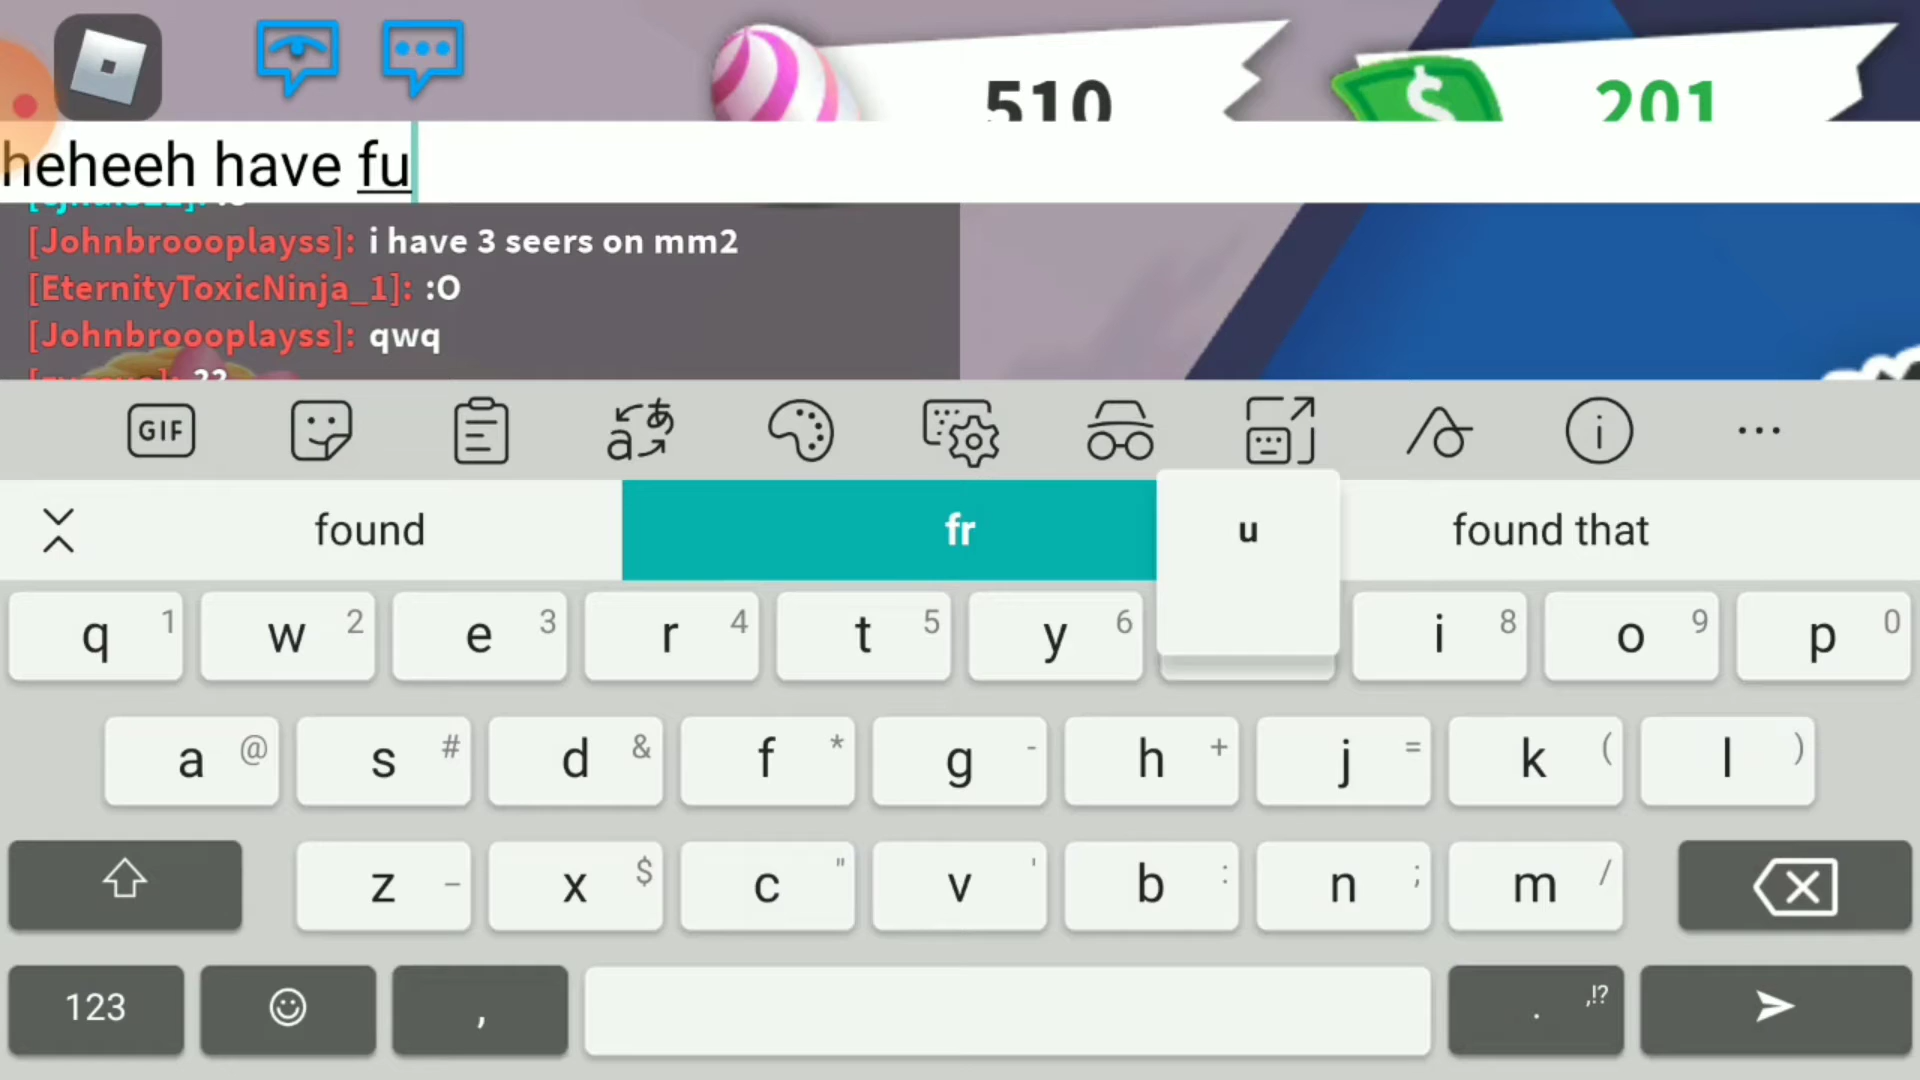 510
201
heheeh have fu
[Johnbroooplayss]: i have 3 seers on mm2
[EternityToxicNinja_1]: :O
[Johnbroooplayss]: qwq
??
GIF
found
fr
u
found that
q 1 w 2 e 3 r 4 t 5 y 6 i 8 o 9 p 0
a @ s # d & f * g - h + j = k ( l )
z _ x $ c " v ' b : n ; m /
123 , . ,!?